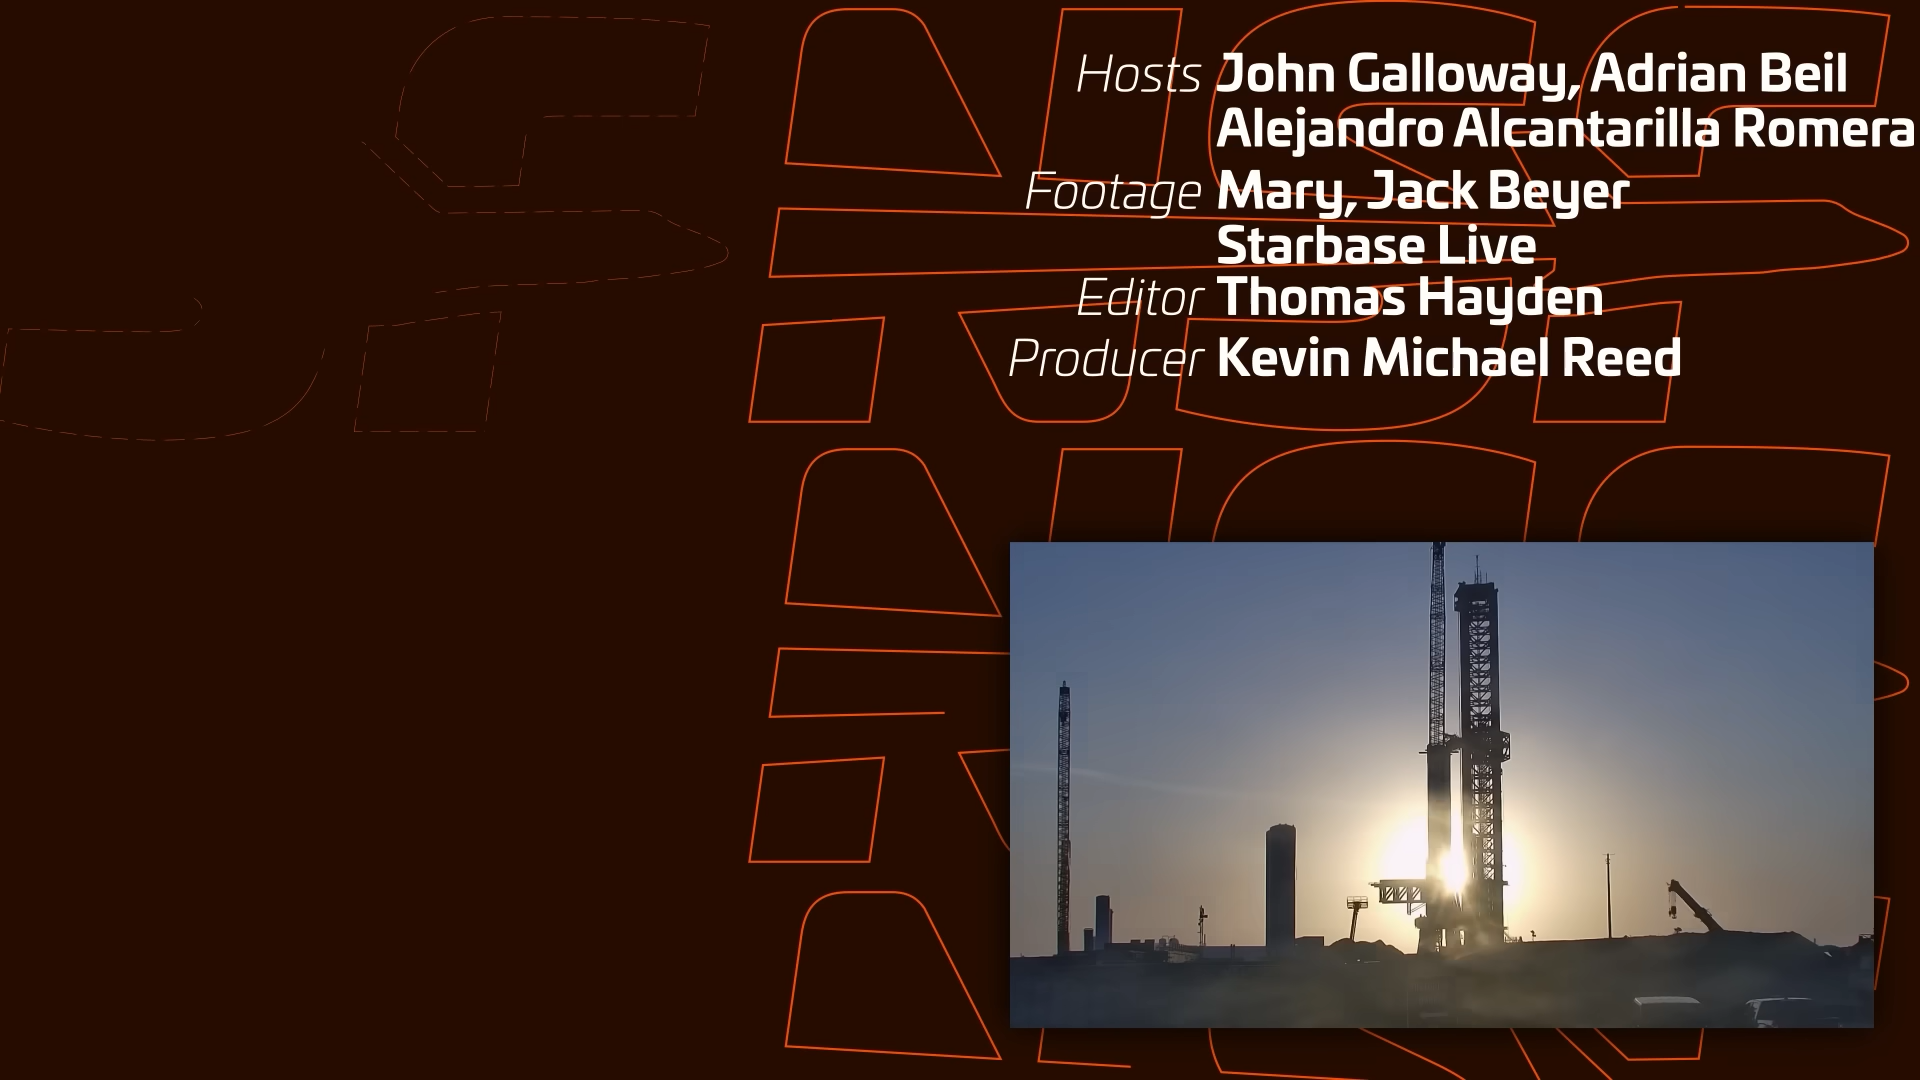 Hosts John Galloway, Adrian Beil
Alejandro Alcantarilla Romera
Footage Mary, Jack Beyer
Starbase Live
Editor Thomas Hayden
Producer Kevin Michael Reed